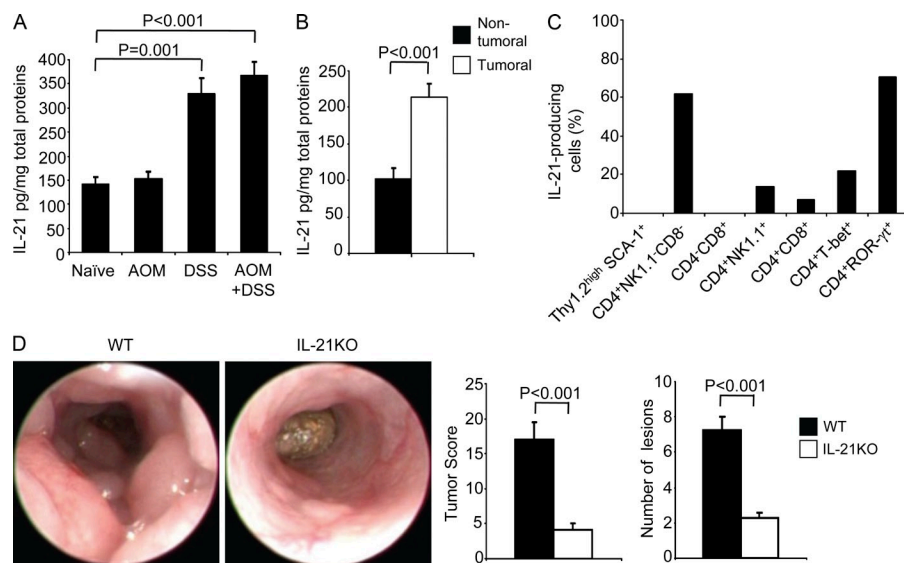 A
P<0.001
P=0.001
IL-21 pg/mg total proteins
400
350
300
250
200
150
100
50
0
Naïve
AOM
DSS
AOM
+DSS
B
Non-
tumoral
Tumoral
P<0.001
IL-21 pg/mg total proteins
250
200
150
100
50
0
C
IL-21-producing
cells (%)
80
60
40
20
0
Thy1.2ʰⁱᵍʰ SCA-1⁺
CD4⁺NK1.1⁻CD8⁻
CD4⁻CD8⁺
CD4⁺NK1.1⁺
CD4⁺CD8⁺
CD4⁺T-bet⁺
CD4⁺ROR-γt⁺
D
WT
IL-21KO
P<0.001
Tumor Score
25
20
15
10
5
0
P<0.001
Number of lesions
8
6
4
2
0
WT
IL-21KO